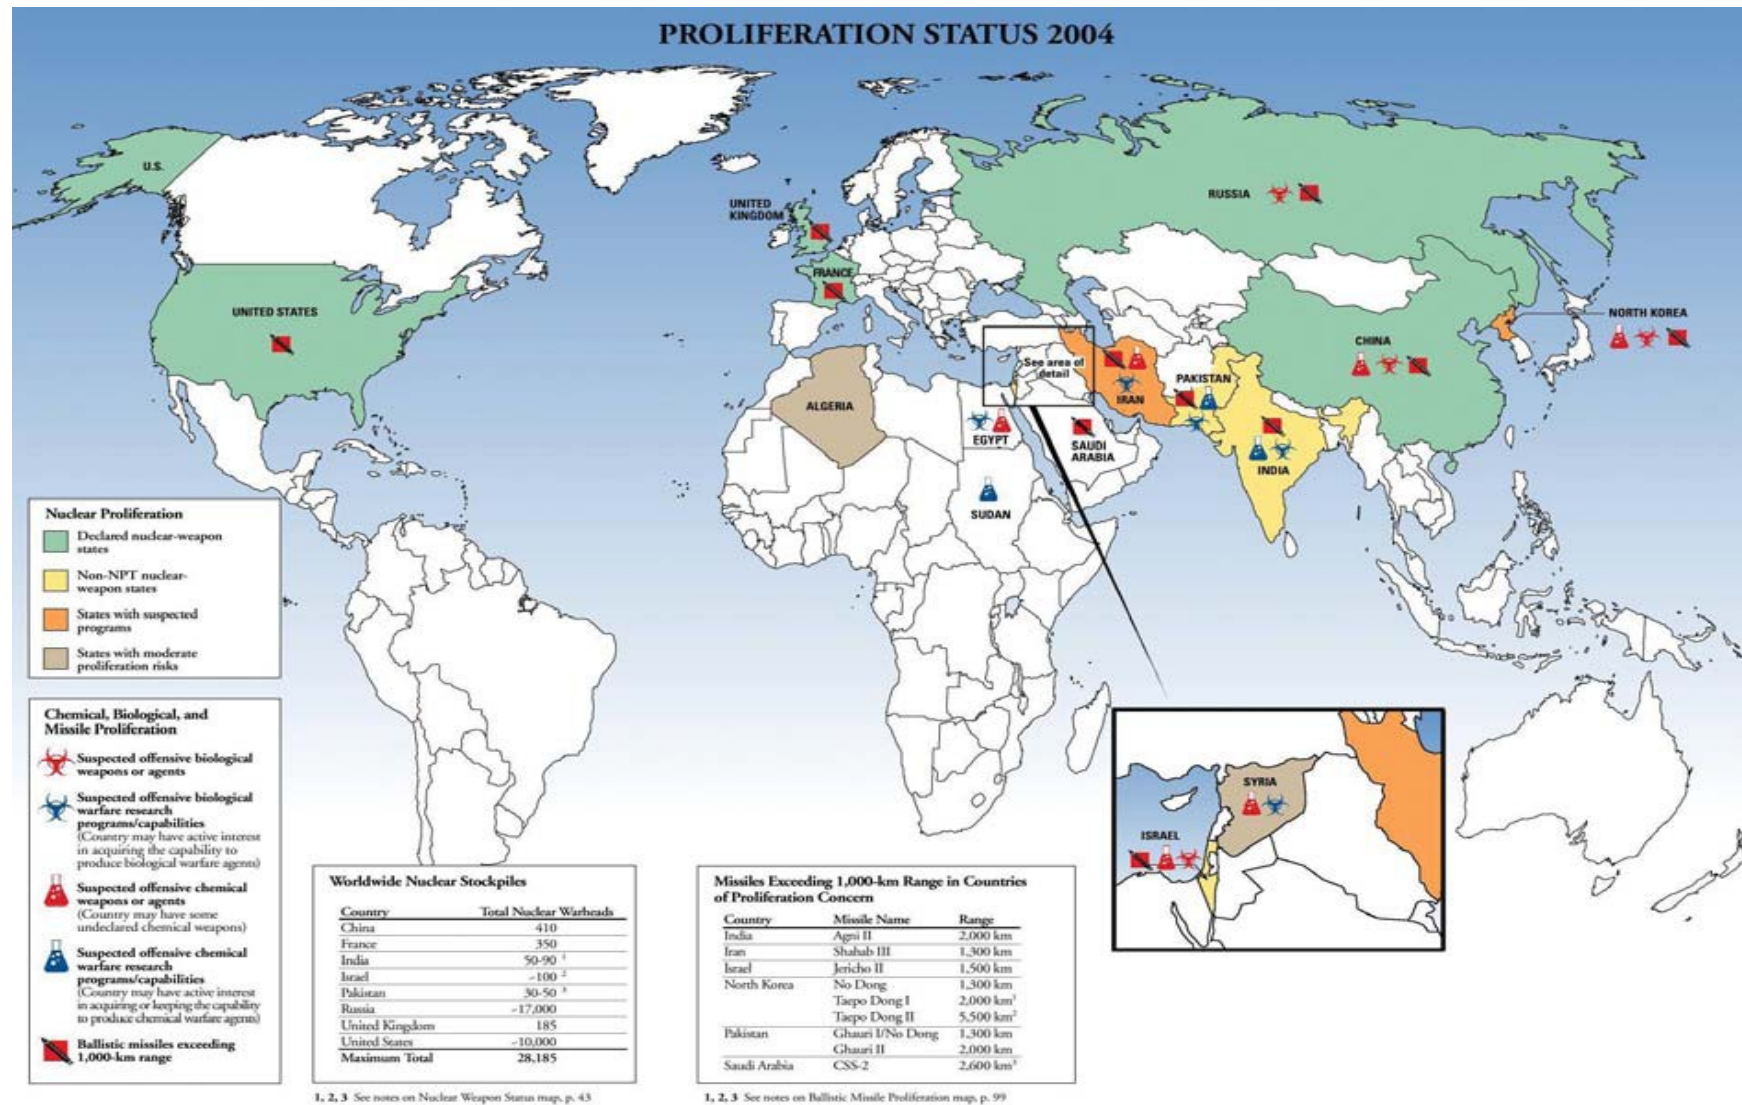 PROLIFERATION STATUS 2004
U.S.
UNITED STATES
UNITED
KINGDOM
FRANCE
RUSSIA
CHINA
NORTH KOREA
See area of
detail
IRAN
PAKISTAN
INDIA
ALGERIA
EGYPT
SAUDI
ARABIA
SUDAN
Nuclear Proliferation
Declared nuclear-weapon
states
Non-NPT nuclear-
weapon states
States with suspected
programs
States with moderate
proliferation risks
Chemical, Biological, and
Missile Proliferation
Suspected offensive biological
weapons or agents
Suspected offensive biological
warfare research
programs/capabilities
(Country may have active interest
in acquiring the capability to
produce biological warfare agents)
Suspected offensive chemical
weapons or agents
(Country may have some
undeclared chemical weapons)
Suspected offensive chemical
warfare research
programs/capabilities
(Country may have active interest
in acquiring or keeping the capability
to produce chemical warfare agents)
Ballistic missiles exceeding
1,000-km range
Worldwide Nuclear Stockpiles
Country Total Nuclear Warheads
China 410
France 350
India 50-90 1
Israel ~100 2
Pakistan 30-50 3
Russia ~17,000
United Kingdom 185
United States ~10,000
Maximum Total 28,185
1, 2, 3 See notes on Nuclear Weapon Status map, p. 43
Missiles Exceeding 1,000-km Range in Countries
of Proliferation Concern
Country Missile Name Range
India Agni II 2,000 km
Iran Shahab III 1,300 km
Israel Jericho II 1,500 km
North Korea No Dong 1,300 km
Taepo Dong I 2,000 km1
Taepo Dong II 5,500 km2
Pakistan Ghauri I/No Dong 1,300 km
Ghauri II 2,000 km
Saudi Arabia CSS-2 2,600 km3
1, 2, 3 See notes on Ballistic Missile Proliferation map, p. 99
SYRIA
ISRAEL